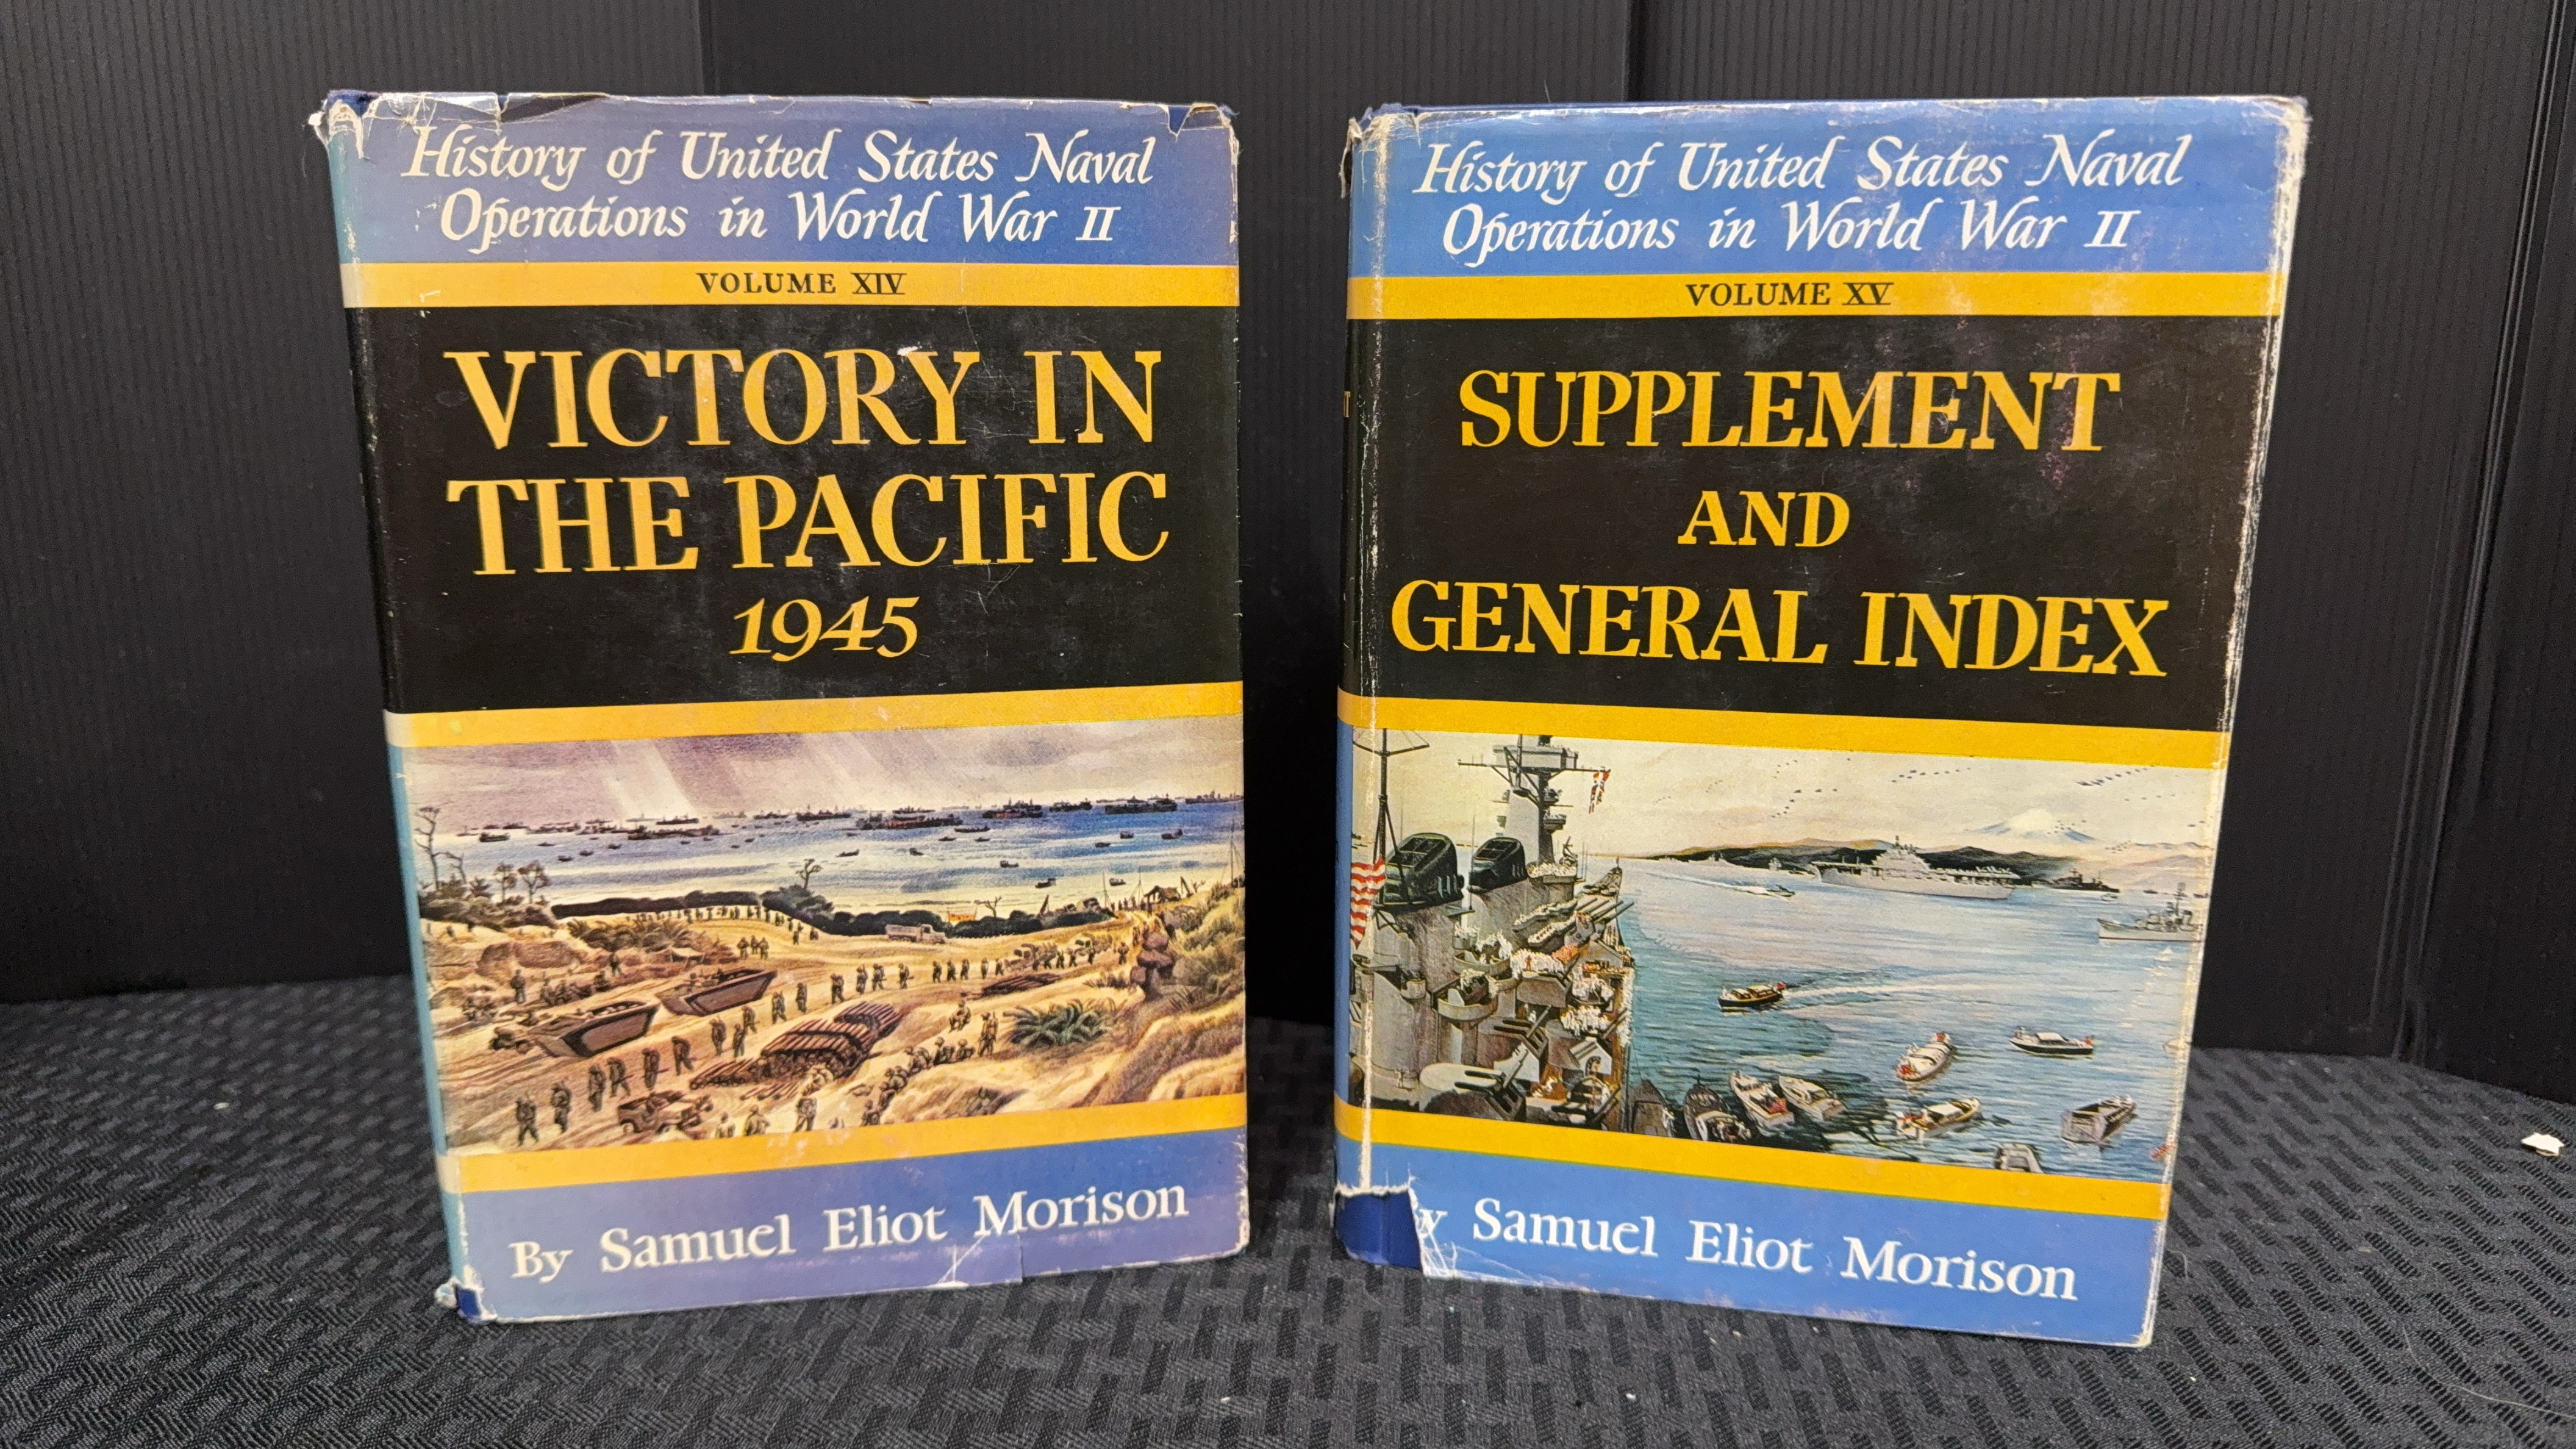 History of United States Naval
Operations in World War II
VOLUME XIV
VICTORY IN
THE PACIFIC
1945
By Samuel Eliot Morison
History of United States Naval
Operations in World War II
VOLUME XV
SUPPLEMENT
AND
GENERAL INDEX
Samuel Eliot Morison